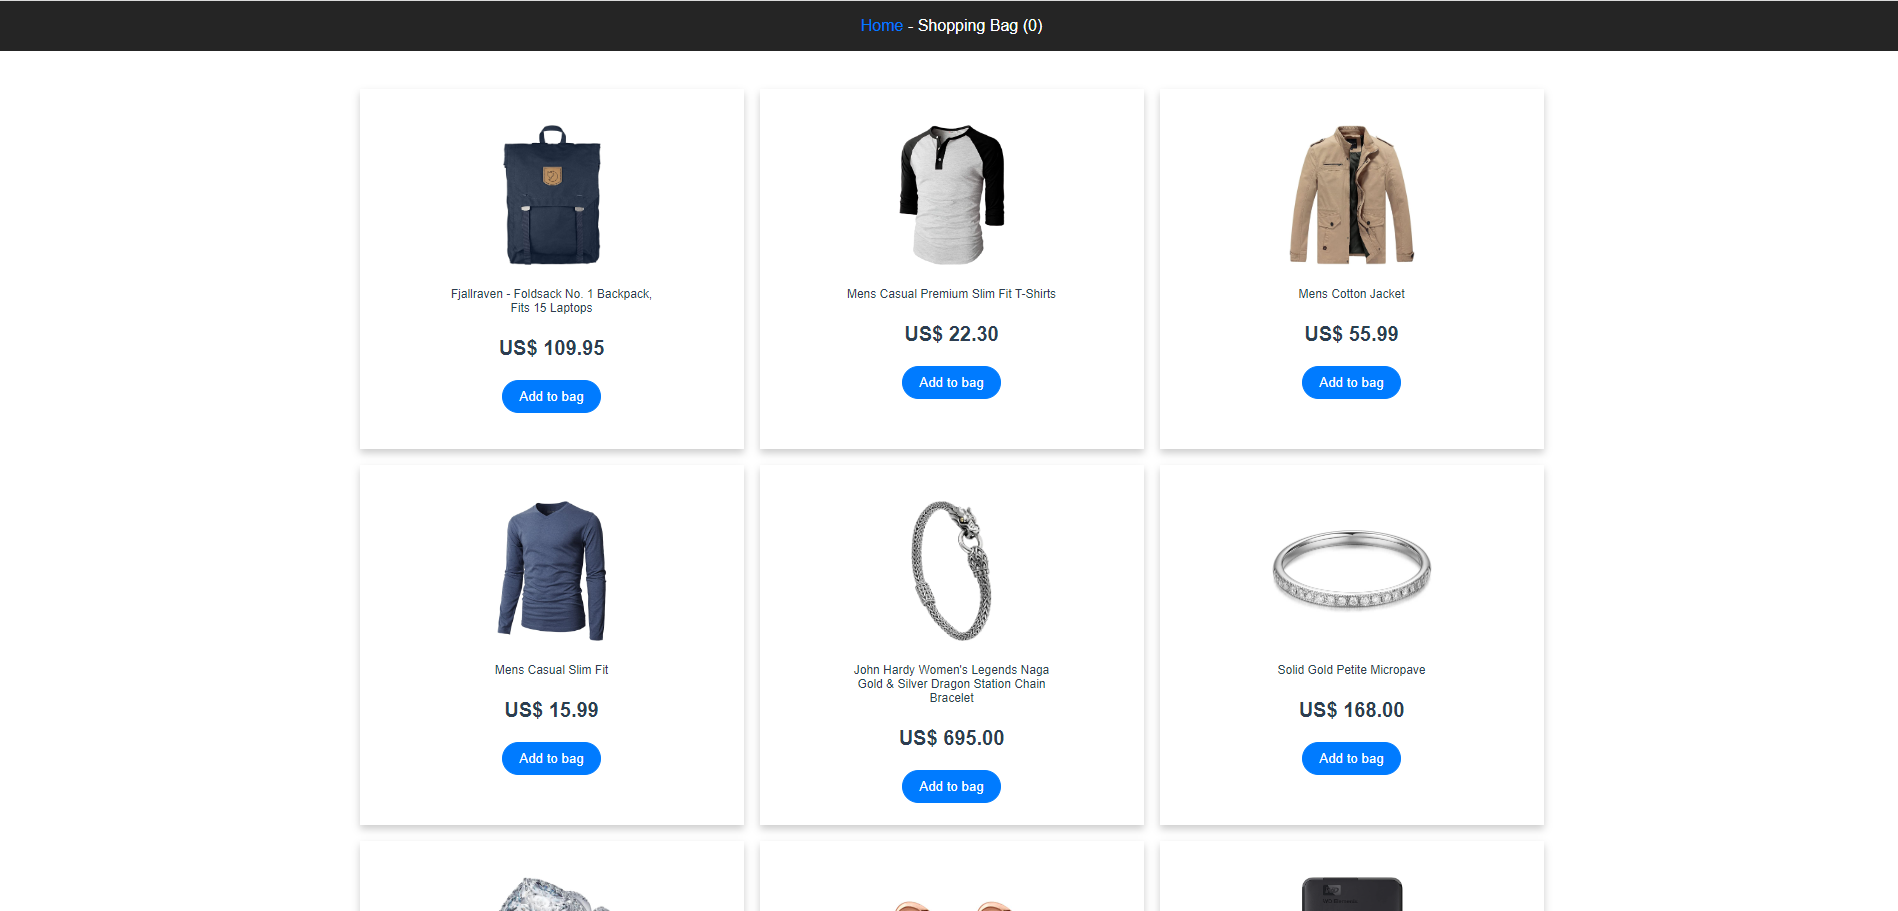 Home - Shopping Bag (0)
Fjallraven - Foldsack No. 1 Backpack,
Fits 15 Laptops
US$ 109.95
Add to bag
Mens Casual Premium Slim Fit T-Shirts
US$ 22.30
Add to bag
Mens Cotton Jacket
US$ 55.99
Add to bag
Mens Casual Slim Fit
US$ 15.99
Add to bag
John Hardy Women's Legends Naga
Gold & Silver Dragon Station Chain
Bracelet
US$ 695.00
Add to bag
Solid Gold Petite Micropave
US$ 168.00
Add to bag